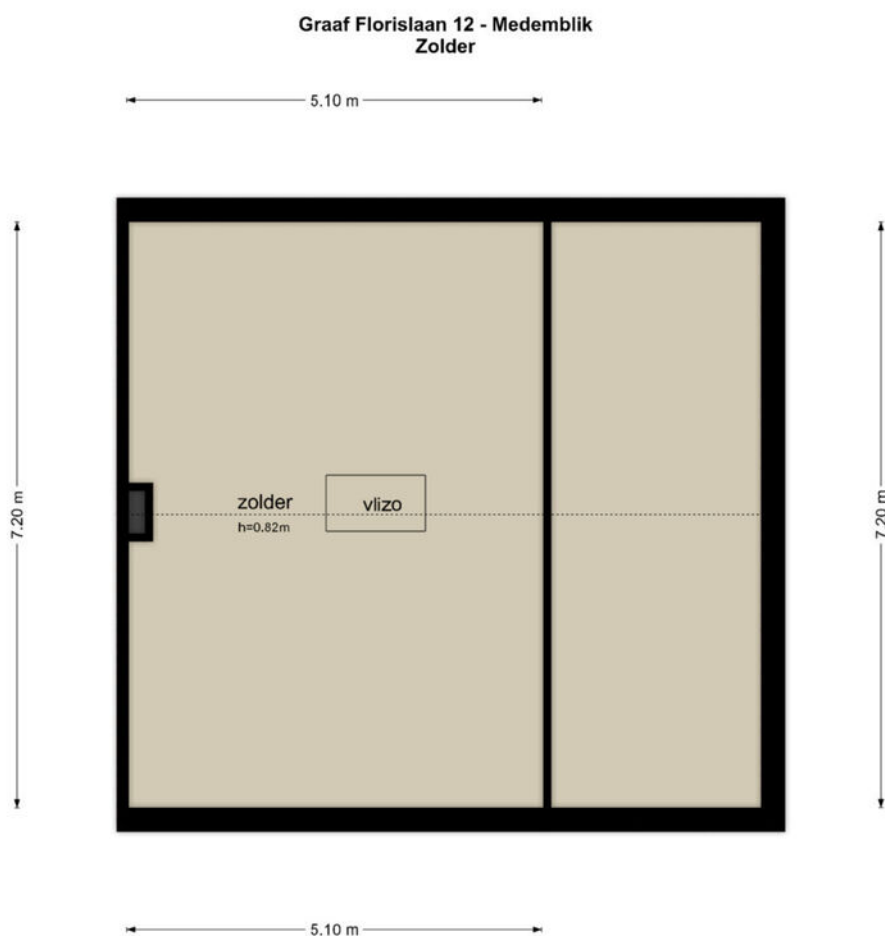 Graaf Florislaan 12 - Medemblik
Zolder
5.10 m
7.20 m
7.20 m
zolder
vlizo
h=0.82m
5.10 m